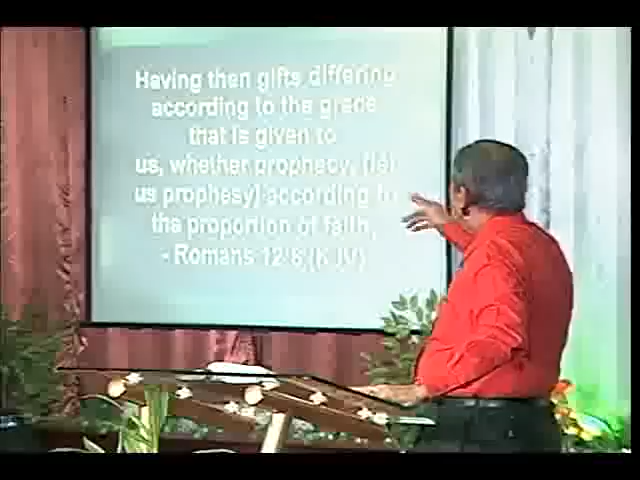 Having then gifts differing
according to the grace
that is given to
us, whether prophecy, [let
us prophesy] according to
the proportion of faith;
- Romans 12:6 (KJV)